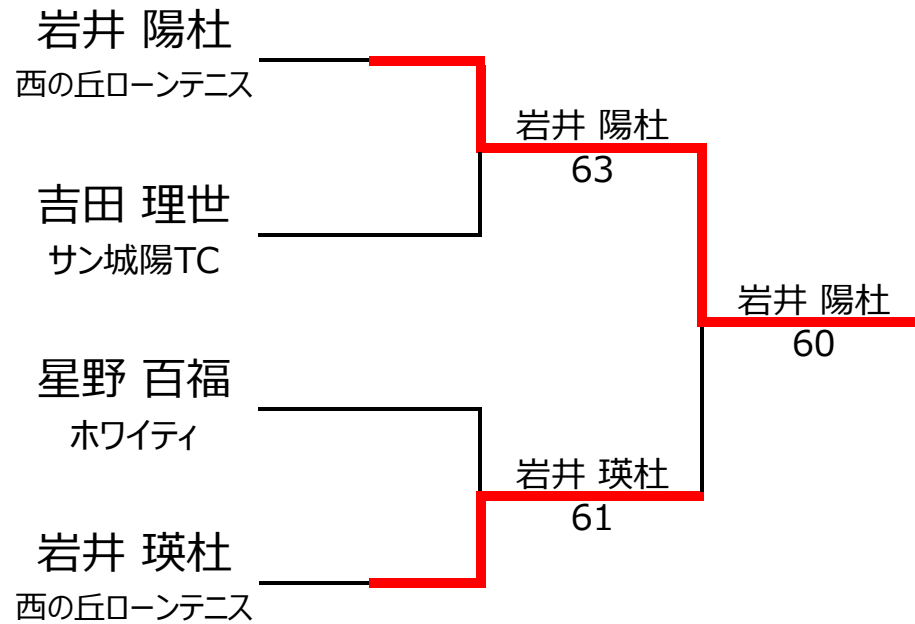 岩井 陽杜
西の丘ローンテニス
岩井 陽杜
63
吉田 理世
サン城陽TC
岩井 陽杜
60
星野 百福
ホワイティ
岩井 瑛杜
61
岩井 瑛杜
西の丘ローンテニス